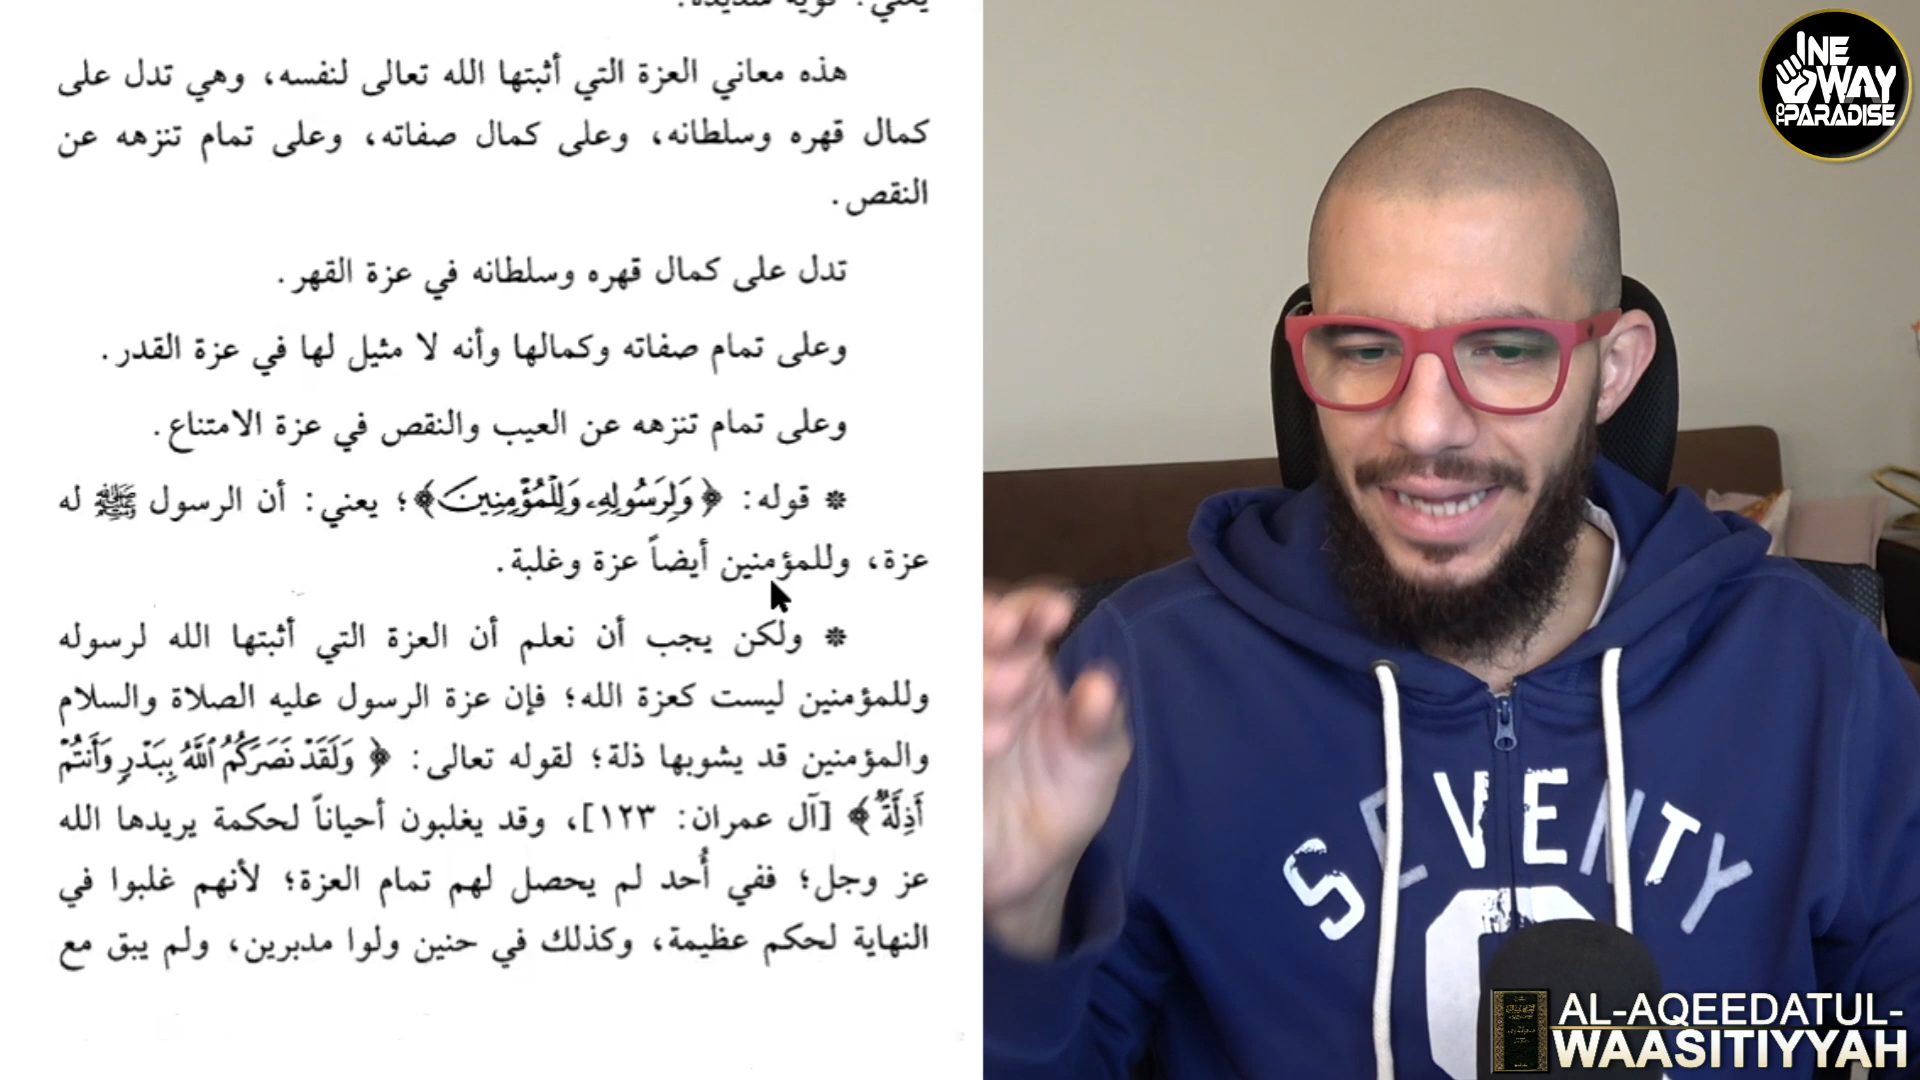 يعني: قوية شديدة.
هذه معاني العزة التي أثبتها الله تعالى لنفسه، وهي تدل على
كمال قهره وسلطانه، وعلى كمال صفاته، وعلى تمام تنزهه عن
النقص.
تدل على كمال قهره وسلطانه في عزة القهر.
وعلى تمام صفاته وكمالها وأنه لا مثيل لها في عزة القدر.
وعلى تمام تنزهه عن العيب والنقص في عزة الامتناع.
* قوله: ﴿وَلِرَسُولِهِۦ وَلِلْمُؤْمِنِينَ﴾؛ يعني: أن الرسول ﷺ له
عزة، وللمؤمنين أيضاً عزة وغلبة.
* ولكن يجب أن نعلم أن العزة التي أثبتها الله لرسوله
وللمؤمنين ليست كعزة الله؛ فإن عزة الرسول عليه الصلاة والسلام
والمؤمنين قد يشوبها ذلة؛ لقوله تعالى: ﴿وَلَقَدْ نَصَرَكُمُ ٱللَّهُ بِبَدْرٍ وَأَنتُمْ
أَذِلَّةٌ﴾ [آل عمران: ١٢٣]، وقد يغلبون أحياناً لحكمة يريدها الله
عز وجل؛ ففي أُحد لم يحصل لهم تمام العزة؛ لأنهم غلبوا في
النهاية لحكم عظيمة، وكذلك في حنين ولوا مدبرين، ولم يبق مع
ONE
WAY
TO PARADISE
SEVENTY
AL-AQEEDATUL-
WAASITIYYAH